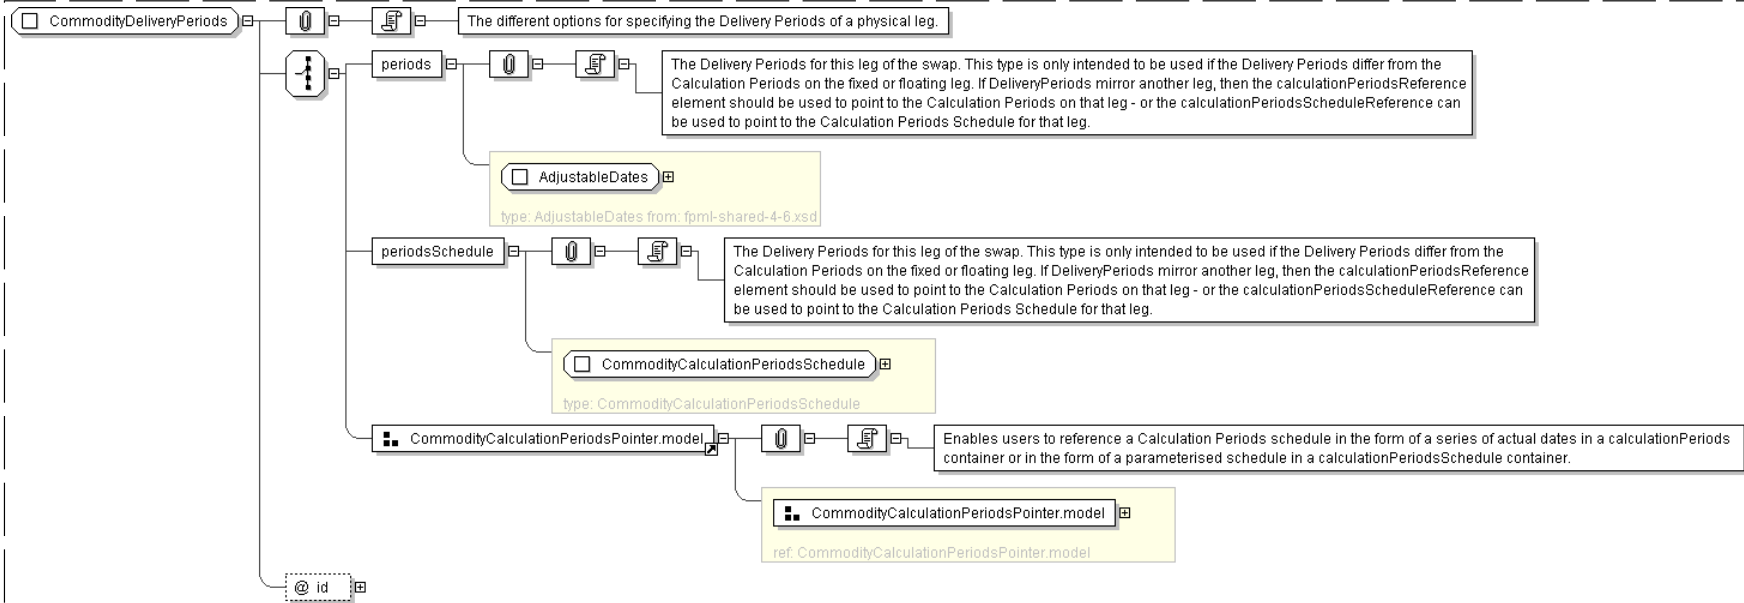 CommodityDeliveryPeriods
The different options for specifying the Delivery Periods of a physical leg.
periods
The Delivery Periods for this leg of the swap. This type is only intended to be used if the Delivery Periods differ from the
Calculation Periods on the fixed or floating leg. If DeliveryPeriods mirror another leg, then the calculationPeriodsReference
element should be used to point to the Calculation Periods on that leg - or the calculationPeriodsScheduleReference can
be used to point to the Calculation Periods Schedule for that leg.
AdjustableDates
type: AdjustableDates from: fpml-shared-4-6.xsd
periodsSchedule
The Delivery Periods for this leg of the swap. This type is only intended to be used if the Delivery Periods differ from the
Calculation Periods on the fixed or floating leg. If DeliveryPeriods mirror another leg, then the calculationPeriodsReference
element should be used to point to the Calculation Periods on that leg - or the calculationPeriodsScheduleReference can
be used to point to the Calculation Periods Schedule for that leg.
CommodityCalculationPeriodsSchedule
type: CommodityCalculationPeriodsSchedule
CommodityCalculationPeriodsPointer.model
Enables users to reference a Calculation Periods schedule in the form of a series of actual dates in a calculationPeriods
container or in the form of a parameterised schedule in a calculationPeriodsSchedule container.
CommodityCalculationPeriodsPointer.model
ref: CommodityCalculationPeriodsPointer.model
@ id